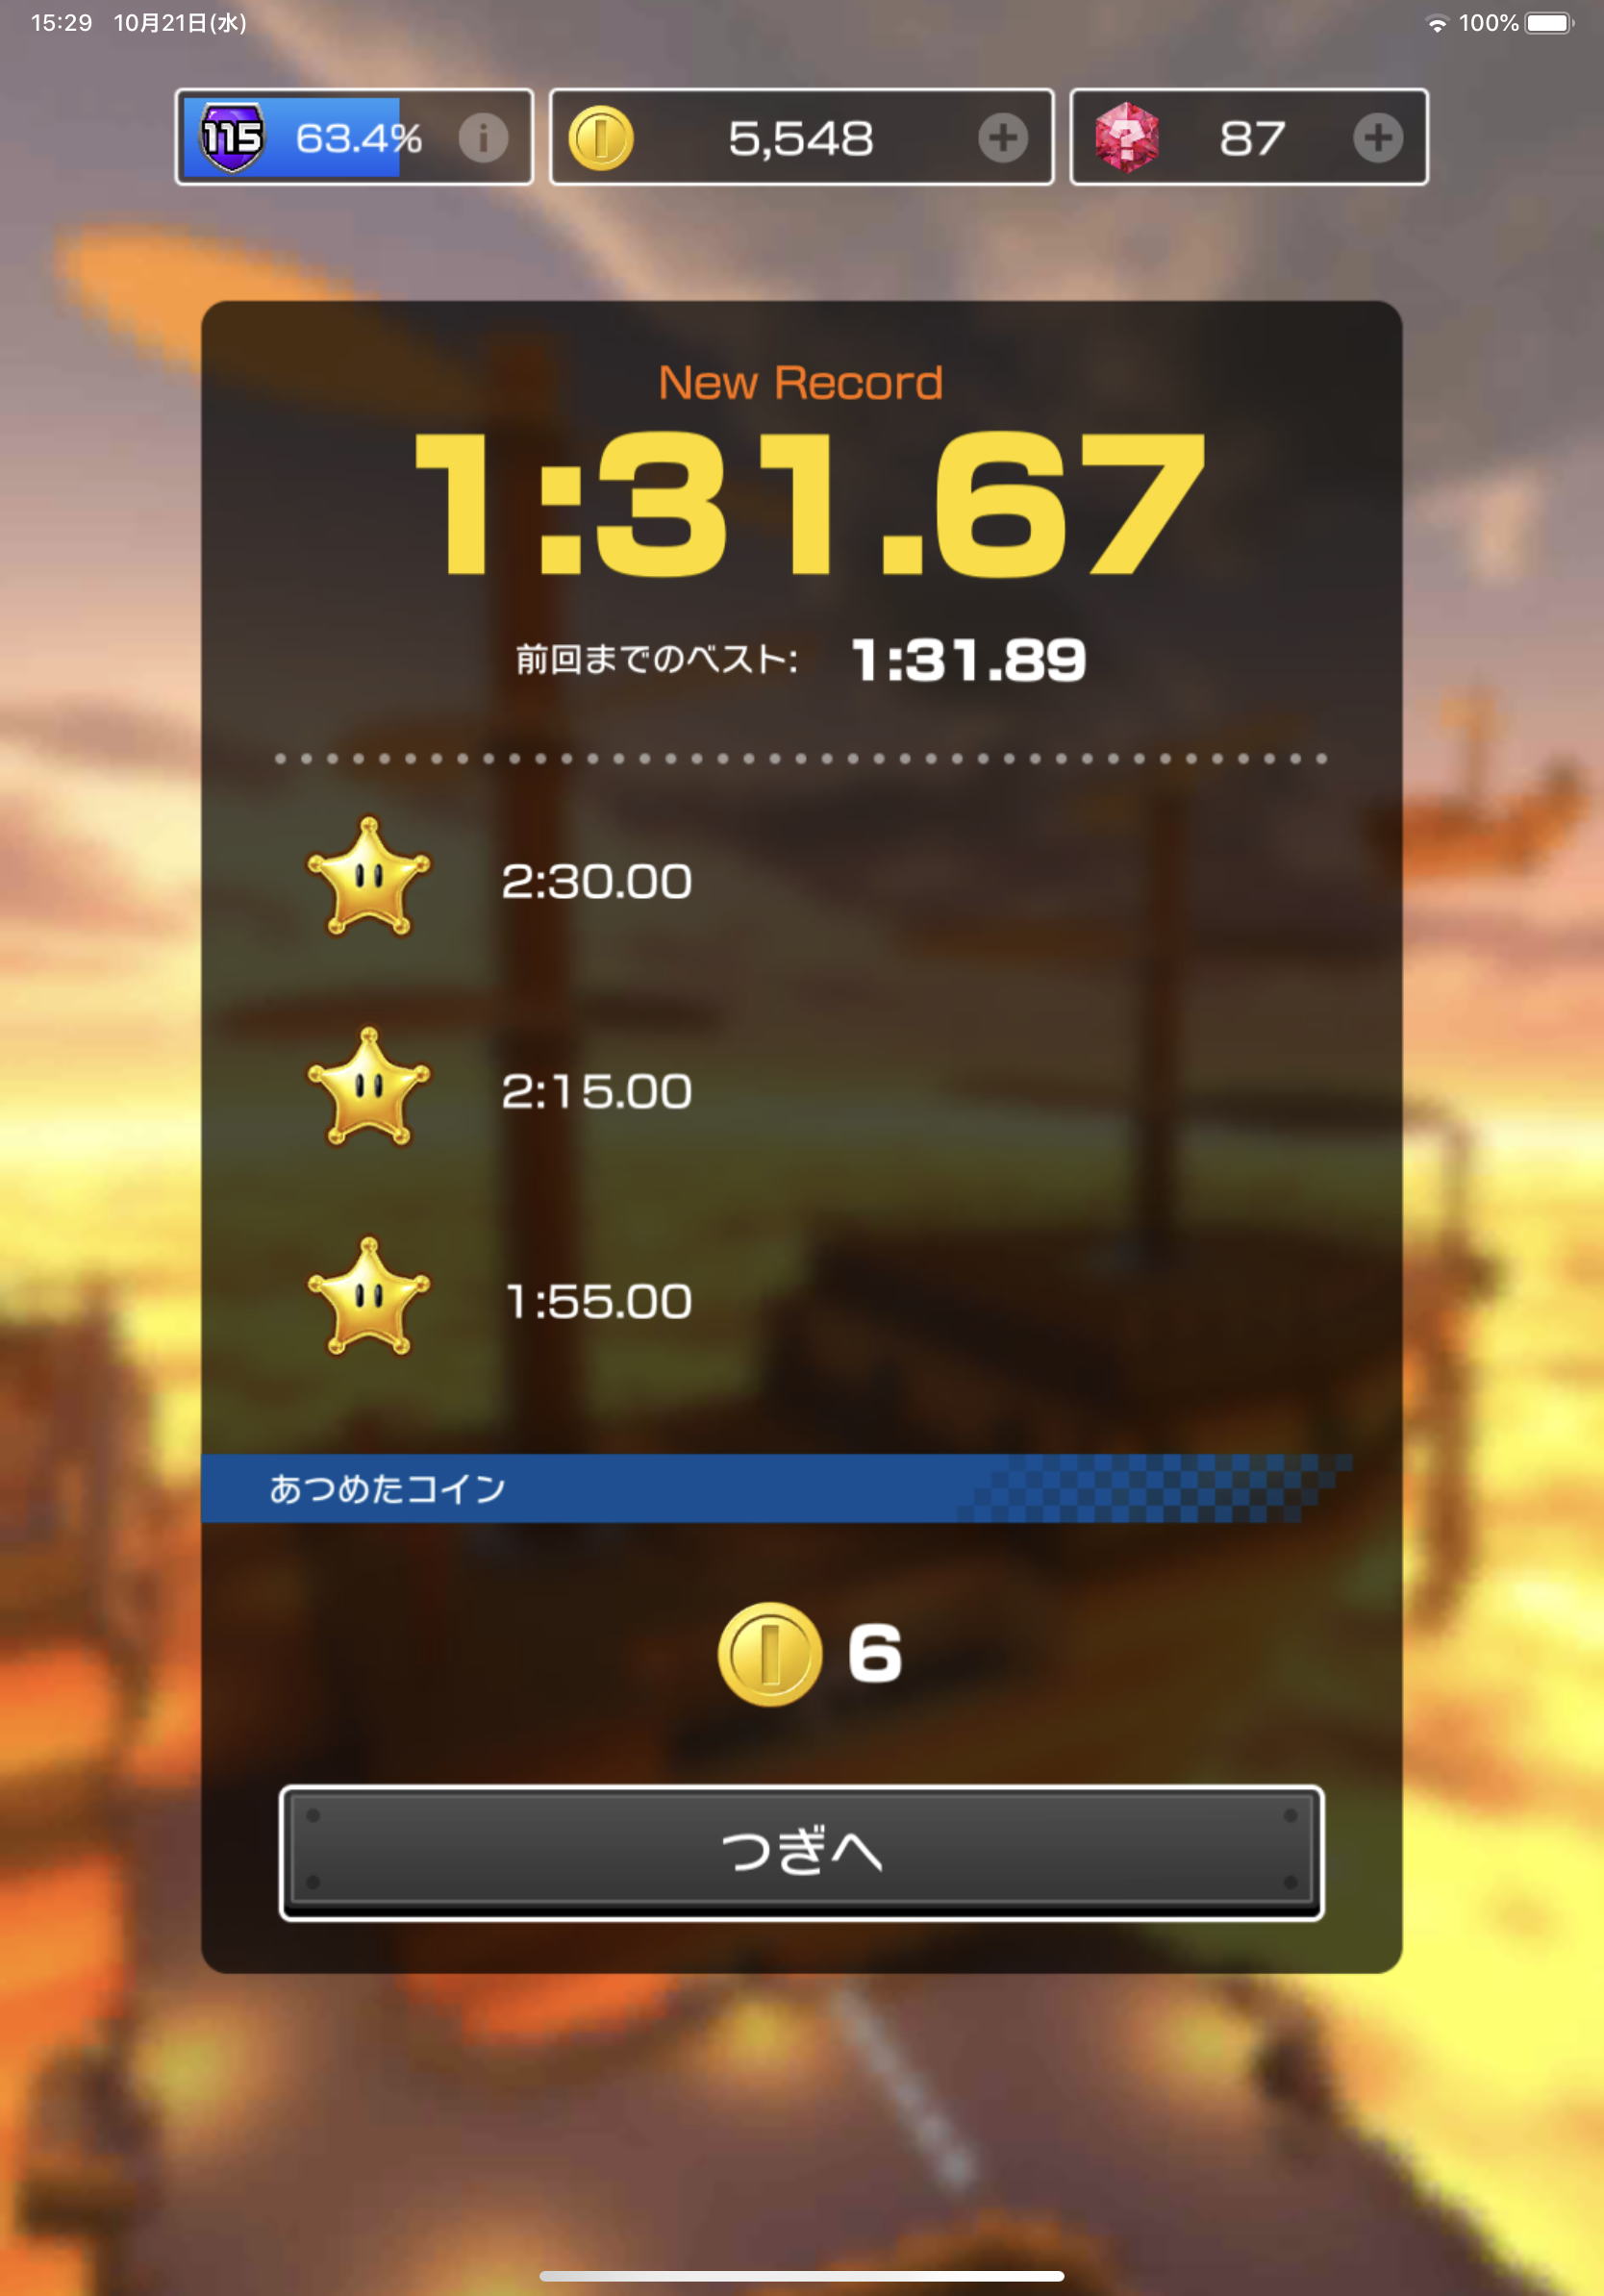 15:29 10月21日(水)
100%
115 63.4% i
5,548 +
? 87 +
New Record
1:31.67
前回までのベスト: 1:31.89
2:30.00
2:15.00
1:55.00
あつめたコイン
6
つぎへ